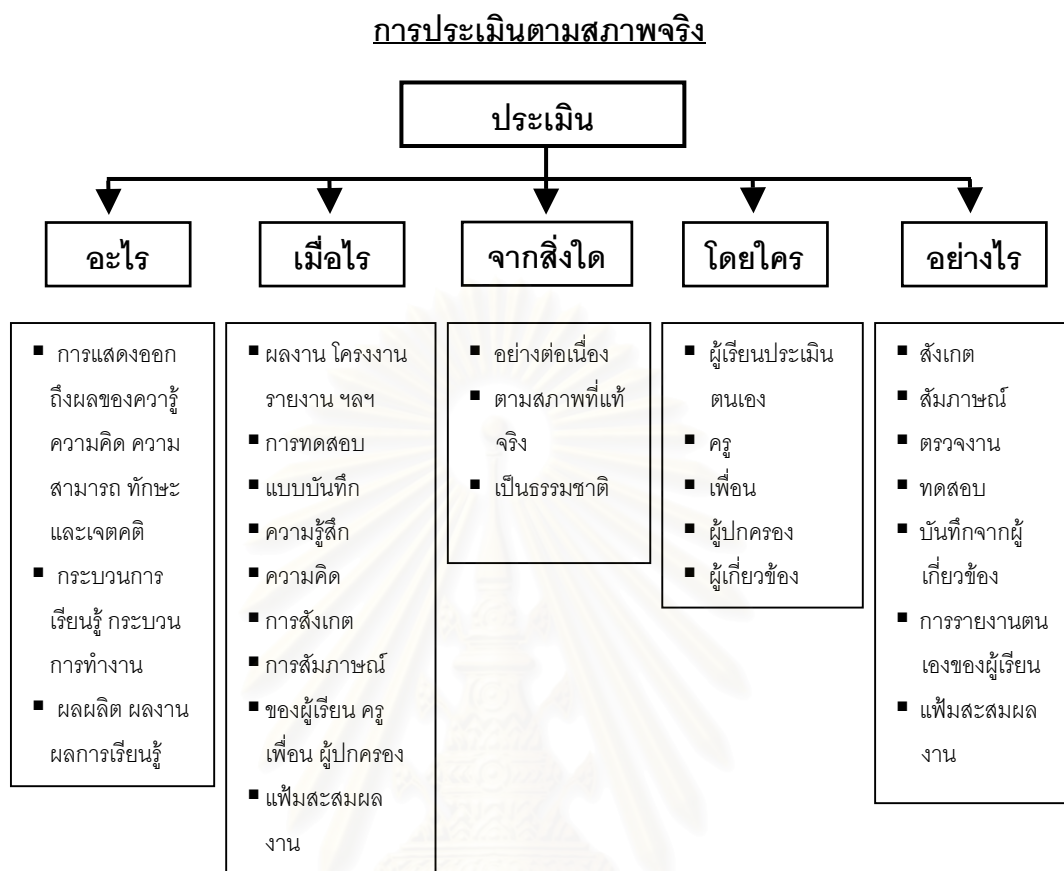 การประเมินตามสภาพจริง
ประเมิน
อะไร
เมื่อไร
จากสิ่งใด
โดยใคร
อย่างไร
▪ การแสดงออก
ถึงผลของควารู้
ความคิด ความ
สามารถ ทักษะ
และเจตคติ
▪ กระบวนการ
เรียนรู้ กระบวน
การทำงาน
▪ ผลผลิต ผลงาน
ผลการเรียนรู้
▪ ผลงาน โครงงาน
รายงาน ฯลฯ
▪ การทดสอบ
▪ แบบบันทึก
▪ ความรู้สึก
▪ ความคิด
▪ การสังเกต
▪ การสัมภาษณ์
▪ ของผู้เรียน ครู
เพื่อน ผู้ปกครอง
▪ แฟ้มสะสมผล
งาน
▪ อย่างต่อเนื่อง
▪ ตามสภาพที่แท้
จริง
▪ เป็นธรรมชาติ
▪ ผู้เรียนประเมิน
ตนเอง
▪ ครู
▪ เพื่อน
▪ ผู้ปกครอง
▪ ผู้เกี่ยวข้อง
▪ สังเกต
▪ สัมภาษณ์
▪ ตรวจงาน
▪ ทดสอบ
▪ บันทึกจากผู้
เกี่ยวข้อง
▪ การรายงานตน
เองของผู้เรียน
▪ แฟ้มสะสมผล
งาน